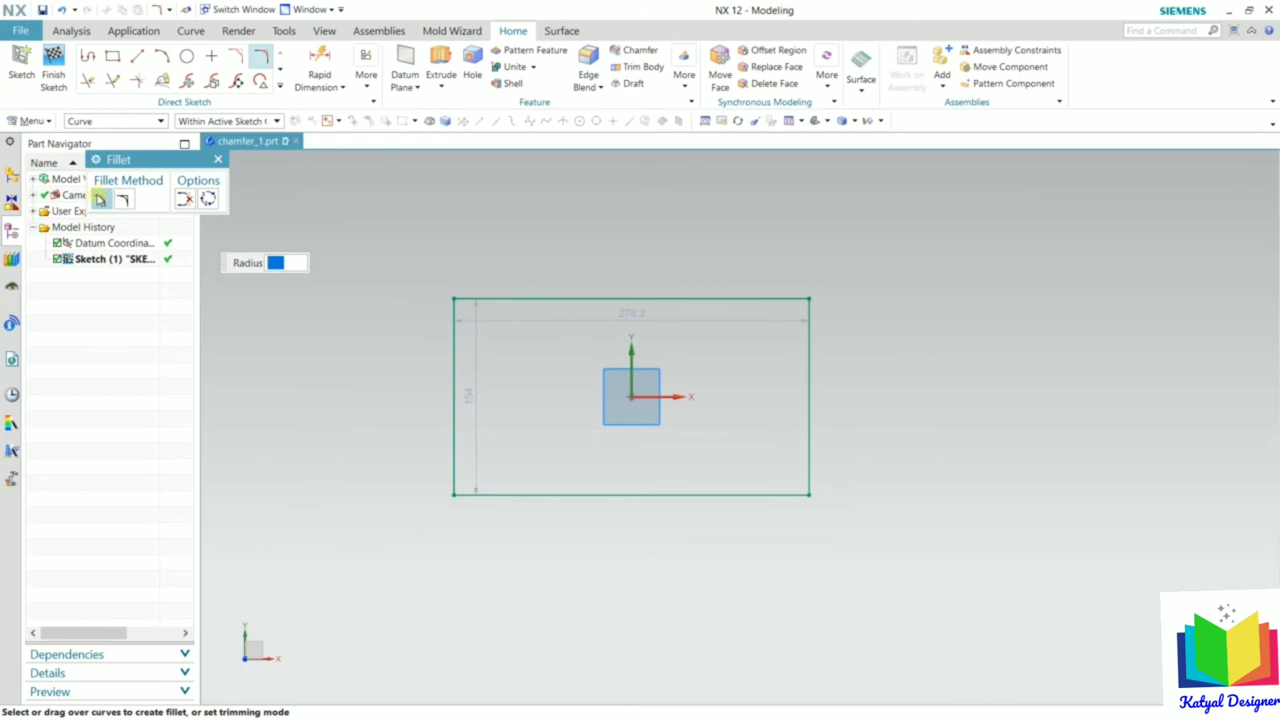 NX
Switch Window
Window
NX 12 - Modeling
SIEMENS
File
Analysis
Application
Curve
Render
Tools
View
Assemblies
Mold Wizard
Home
Surface
Find a Command
Sketch
Finish
Sketch
Rapid
Dimension
More
Datum
Plane
Extrude
Hole
Pattern Feature
Unite
Shell
Edge
Blend
Chamfer
Trim Body
Draft
More
Move
Face
Offset Region
Replace Face
Delete Face
More
Surface
Work on
Assembly
Add
Assembly Constraints
Move Component
Pattern Component
Direct Sketch
Feature
Synchronous Modeling
Assemblies
Menu
Curve
Within Active Sketch
Part Navigator
chamfer_1.prt
Name
Fillet
Model
Fillet Method
Options
Came
User Ex
Model History
Datum Coordina...
Sketch (1) "SKE...
Radius
278.2
154
Y
X
Y
X
Dependencies
Details
Preview
Select or drag over curves to create fillet, or set trimming mode
Katyal Designer